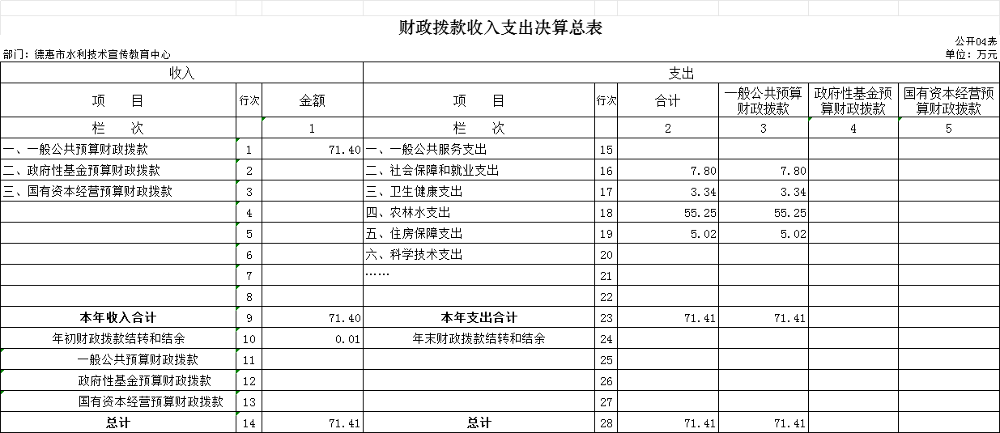 财政拨款收入支出决算总表
公开04表
部门：德惠市水利技术宣传教育中心 单位：万元
收入 支出
项 目 行次 金额 项 目 行次 合计 一般公共预算财政拨款 政府性基金预算财政拨款 国有资本经营预算财政拨款
栏 次 1 栏 次 2 3 4 5
一、一般公共预算财政拨款 1 71.40 一、一般公共服务支出 15
二、政府性基金预算财政拨款 2 二、社会保障和就业支出 16 7.80 7.80
三、国有资本经营预算财政拨款 3 三、卫生健康支出 17 3.34 3.34
4 四、农林水支出 18 55.25 55.25
5 五、住房保障支出 19 5.02 5.02
6 六、科学技术支出 20
7 …… 21
8 22
本年收入合计 9 71.40 本年支出合计 23 71.41 71.41
年初财政拨款结转和结余 10 0.01 年末财政拨款结转和结余 24
一般公共预算财政拨款 11 25
政府性基金预算财政拨款 12 26
国有资本经营预算财政拨款 13 27
总计 14 71.41 总计 28 71.41 71.41